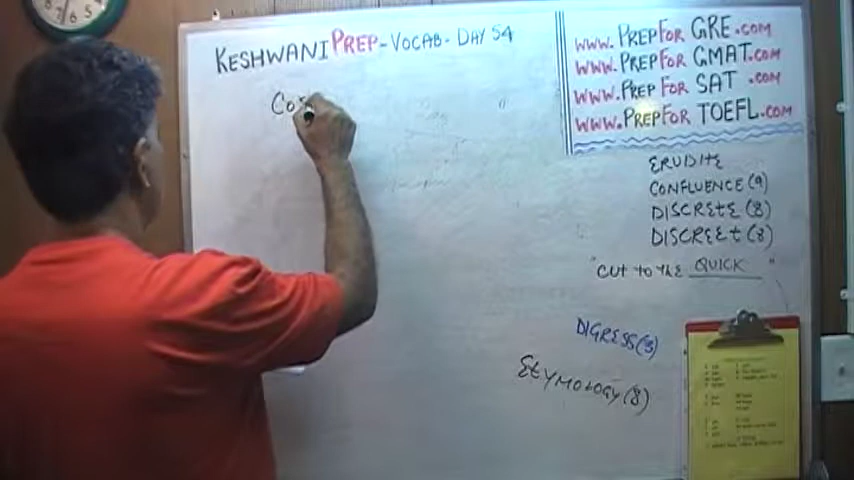 KESHWANI PREP - VOCAB - DAY 54
Cos
www.PREPFOR GRE.COM
www.PREPFOR GMAT.COM
www.PREPFOR SAT.COM
www.PREPFOR TOEFL.COM
ERUDITE
CONFLUENCE (9)
DISCRETE (8)
DISCREET (8)
"CUT TO THE QUICK"
DIGRESS (3)
ETYMOLOGY (8)